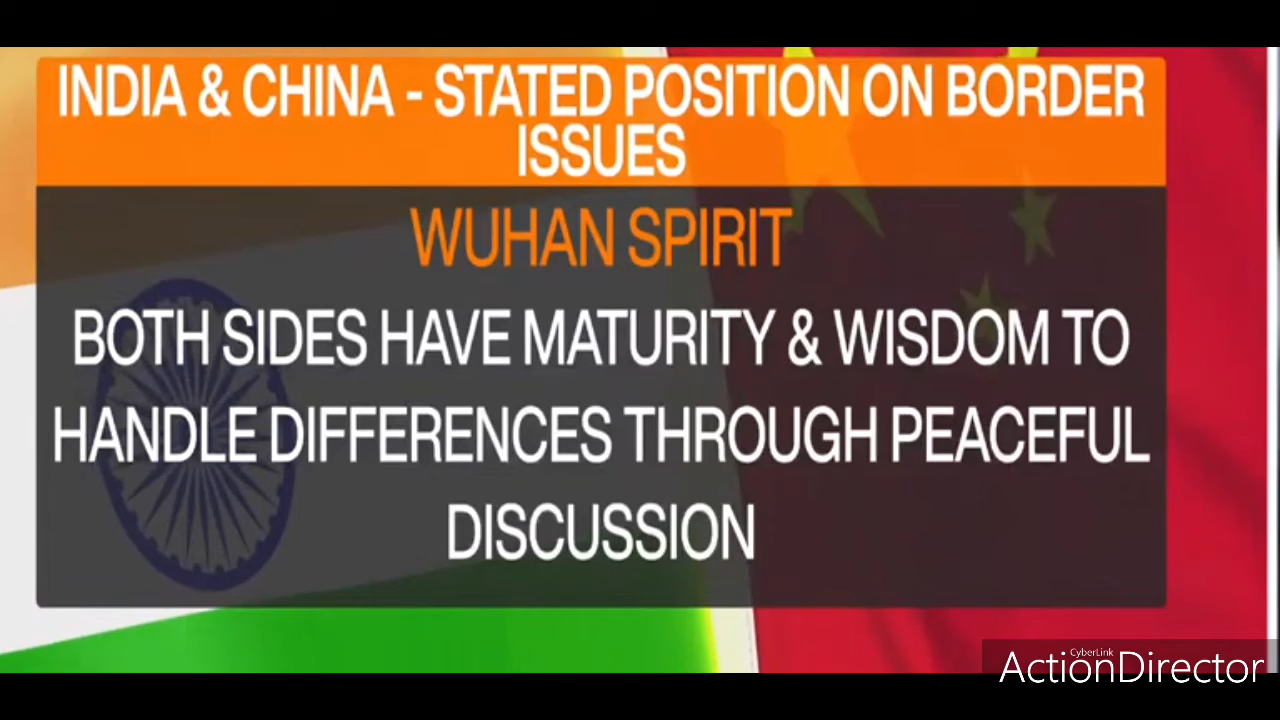 INDIA & CHINA - STATED POSITION ON BORDER
ISSUES
WUHAN SPIRIT
BOTH SIDES HAVE MATURITY & WISDOM TO
HANDLE DIFFERENCES THROUGH PEACEFUL
DISCUSSION
CyberLink
ActionDirector